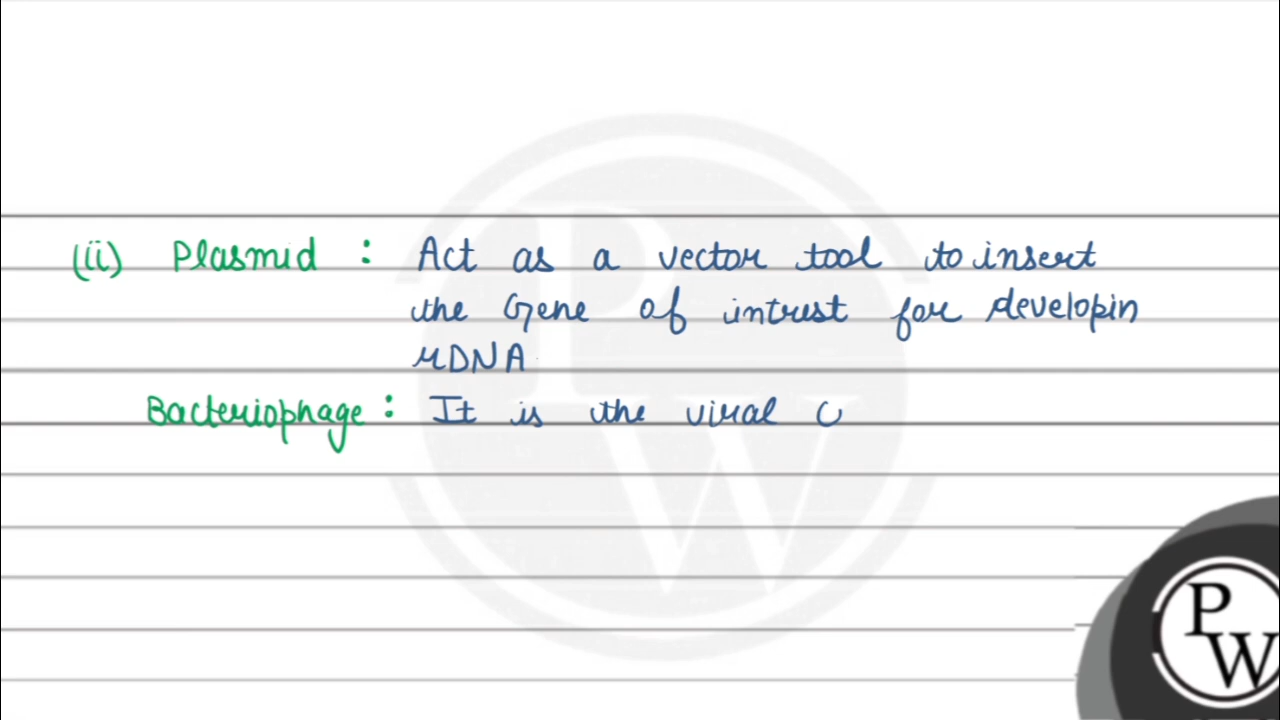 (ii) Plasmid : Act as a vector tool to insert
the Gene of intrest for developin
rDNA
Bacteriophage : It is the viral
P
W
P
W